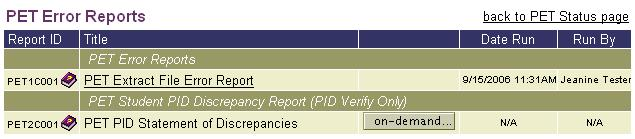 PET Error Reports back to PET Status page
Report ID Title Date Run Run By
PET Error Reports
PET1C001 PET Extract File Error Report 9/15/2006 11:31AM Jeanine Tester
PET Student PID Discrepancy Report (PID Verify Only)
PET2C001 PET PID Statement of Discrepancies on-demand... N/A N/A